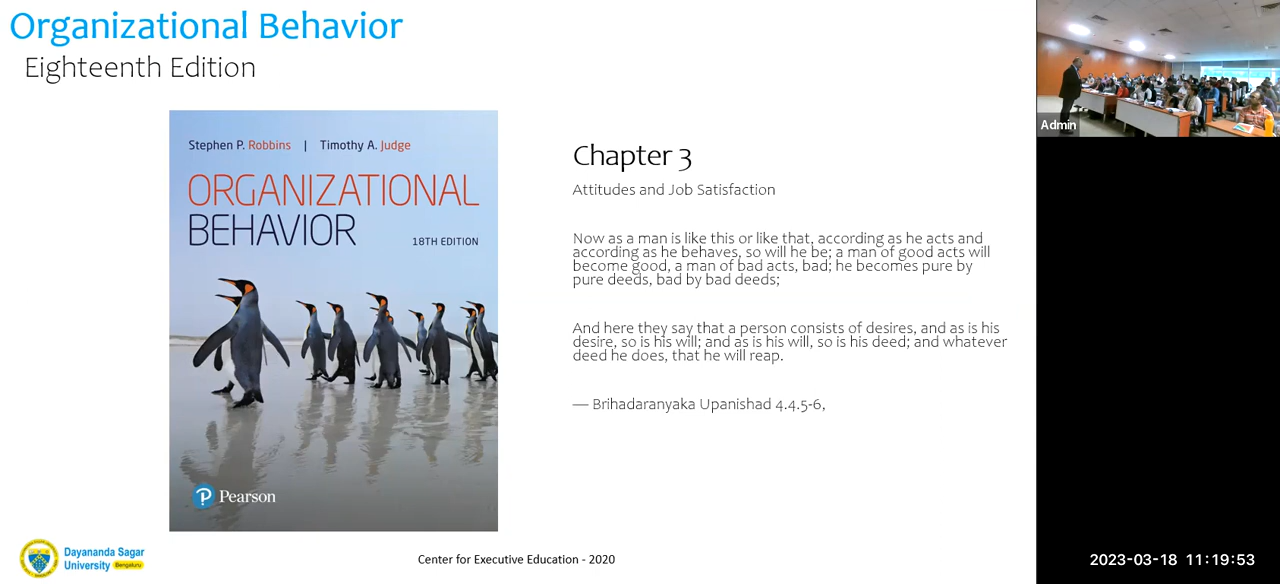 Organizational Behavior
Eighteenth Edition
Stephen P. Robbins | Timothy A. Judge
ORGANIZATIONAL
BEHAVIOR
18TH EDITION
Pearson
Chapter 3
Attitudes and Job Satisfaction
Now as a man is like this or like that, according as he acts and
according as he behaves, so will he be; a man of good acts will
become good, a man of bad acts, bad; he becomes pure by
pure deeds, bad by bad deeds;
And here they say that a person consists of desires, and as is his
desire, so is his will; and as is his will, so is his deed; and whatever
deed he does, that he will reap.
— Brihadaranyaka Upanishad 4.4.5-6,
Admin
Dayananda Sagar
University Bengaluru
Center for Executive Education - 2020
2023-03-18 11:19:53